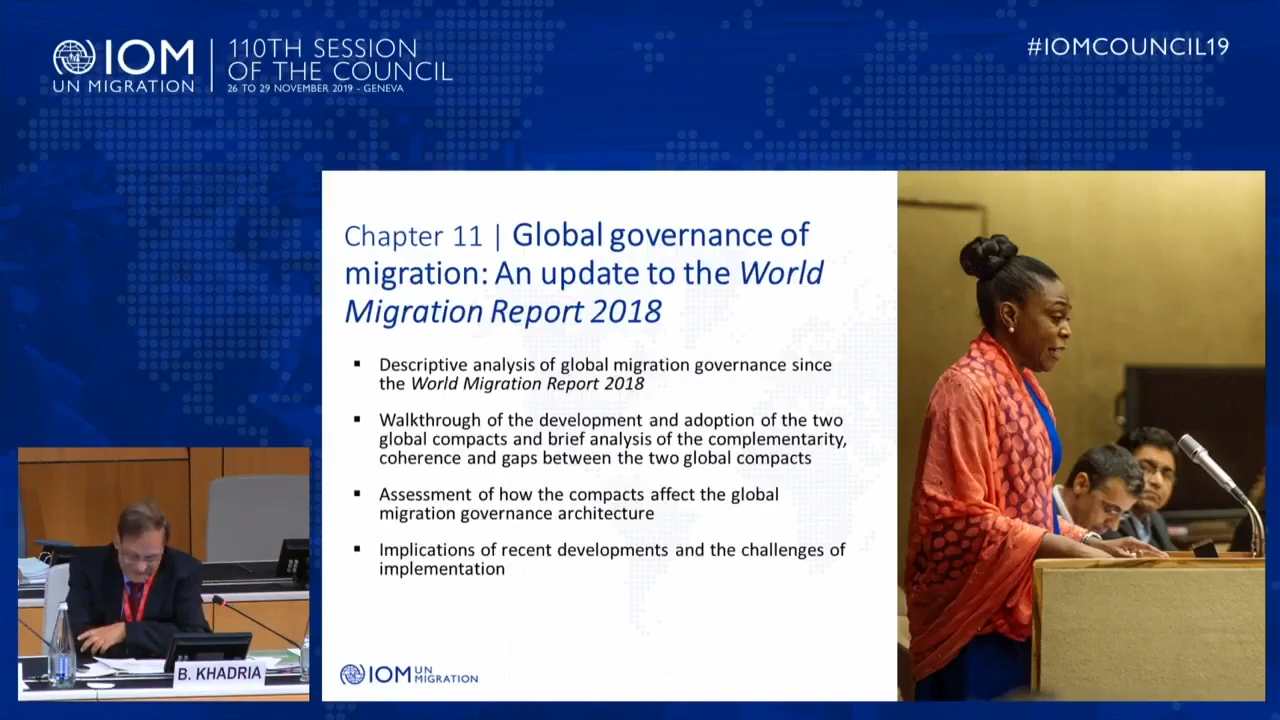 IOM
UN MIGRATION
110TH SESSION
OF THE COUNCIL
26 TO 29 NOVEMBER 2019 - GENEVA
#IOMCOUNCIL19
Chapter 11 | Global governance of
migration: An update to the World
Migration Report 2018
▪ Descriptive analysis of global migration governance since
the World Migration Report 2018
▪ Walkthrough of the development and adoption of the two
global compacts and brief analysis of the complementarity,
coherence and gaps between the two global compacts
▪ Assessment of how the compacts affect the global
migration governance architecture
▪ Implications of recent developments and the challenges of
implementation
IOM UN
MIGRATION
B. KHADRIA